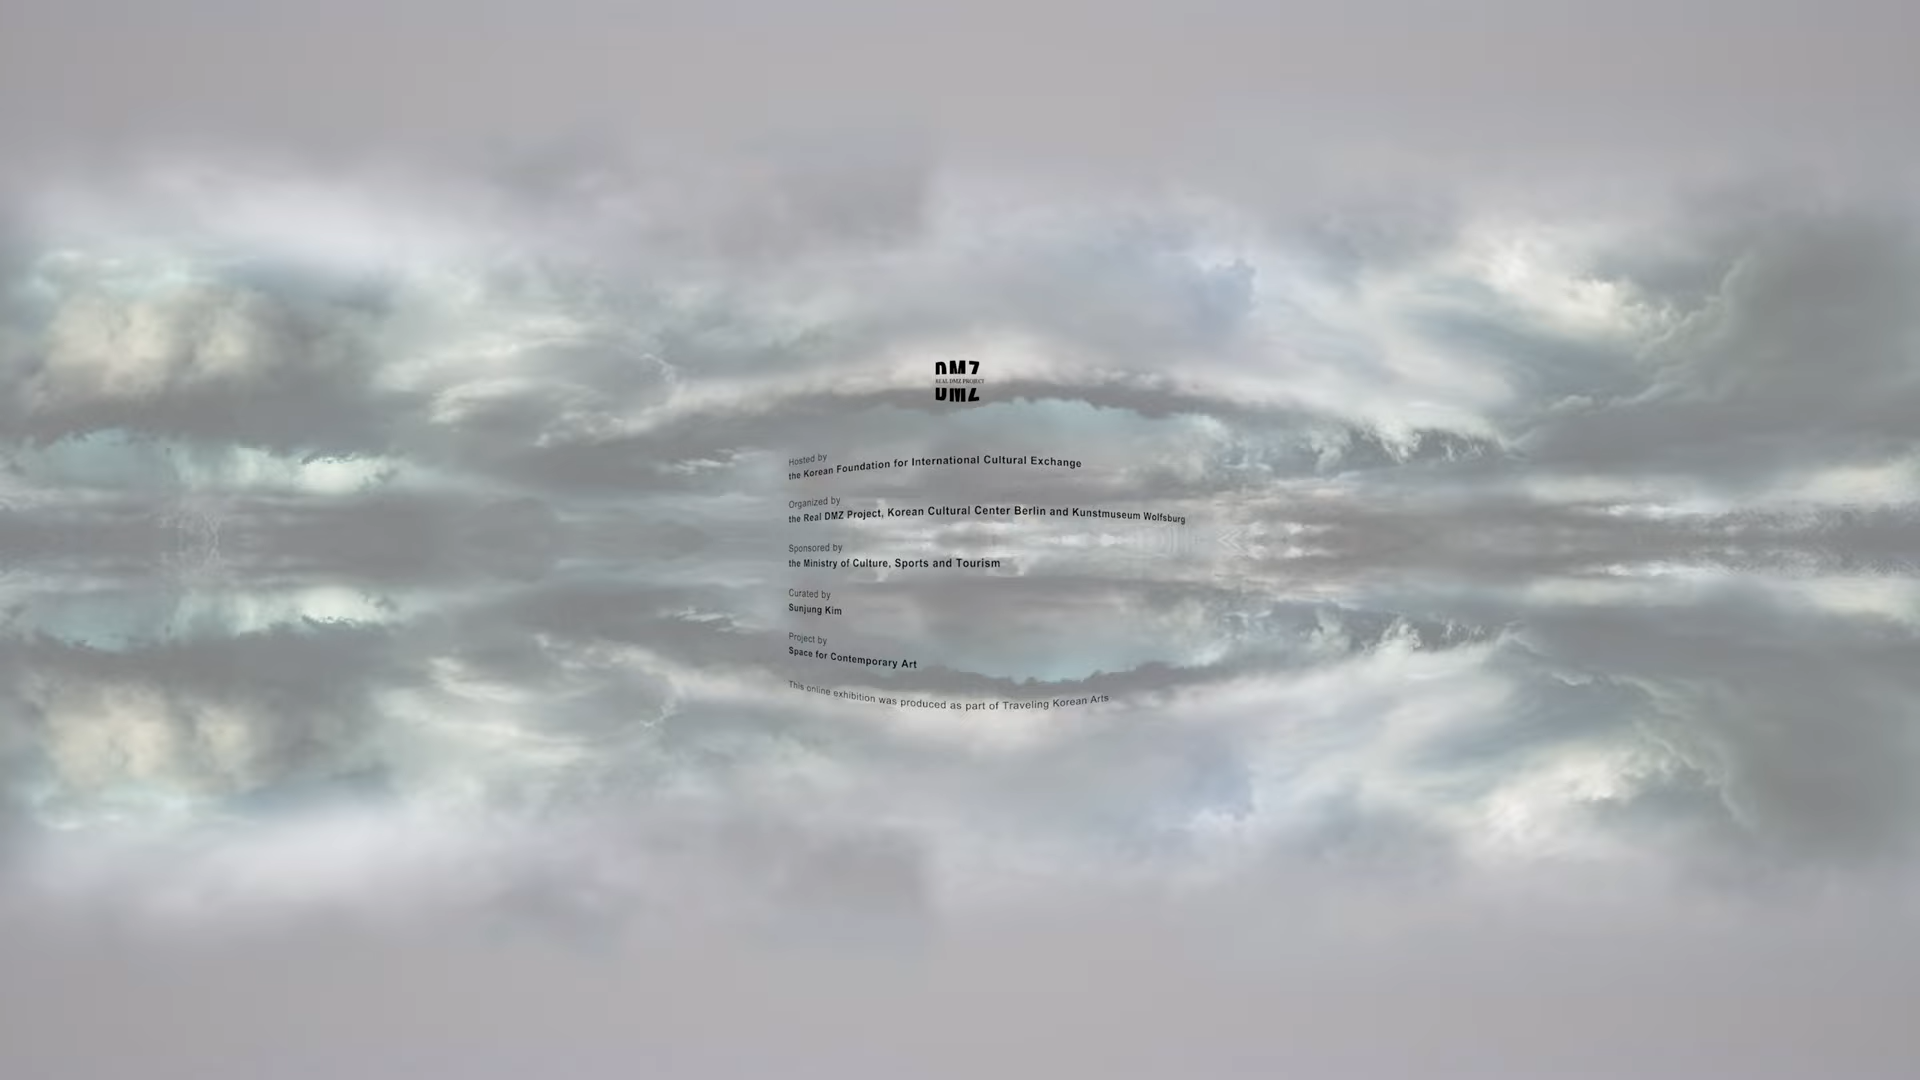 DMZ
REAL DMZ PROJECT
DMZ
Hosted by
the Korean Foundation for International Cultural Exchange
Organized by
the Real DMZ Project, Korean Cultural Center Berlin and Kunstmuseum Wolfsburg
Sponsored by
the Ministry of Culture, Sports and Tourism
Curated by
Sunjung Kim
Project by
Space for Contemporary Art
This online exhibition was produced as part of Traveling Korean Arts